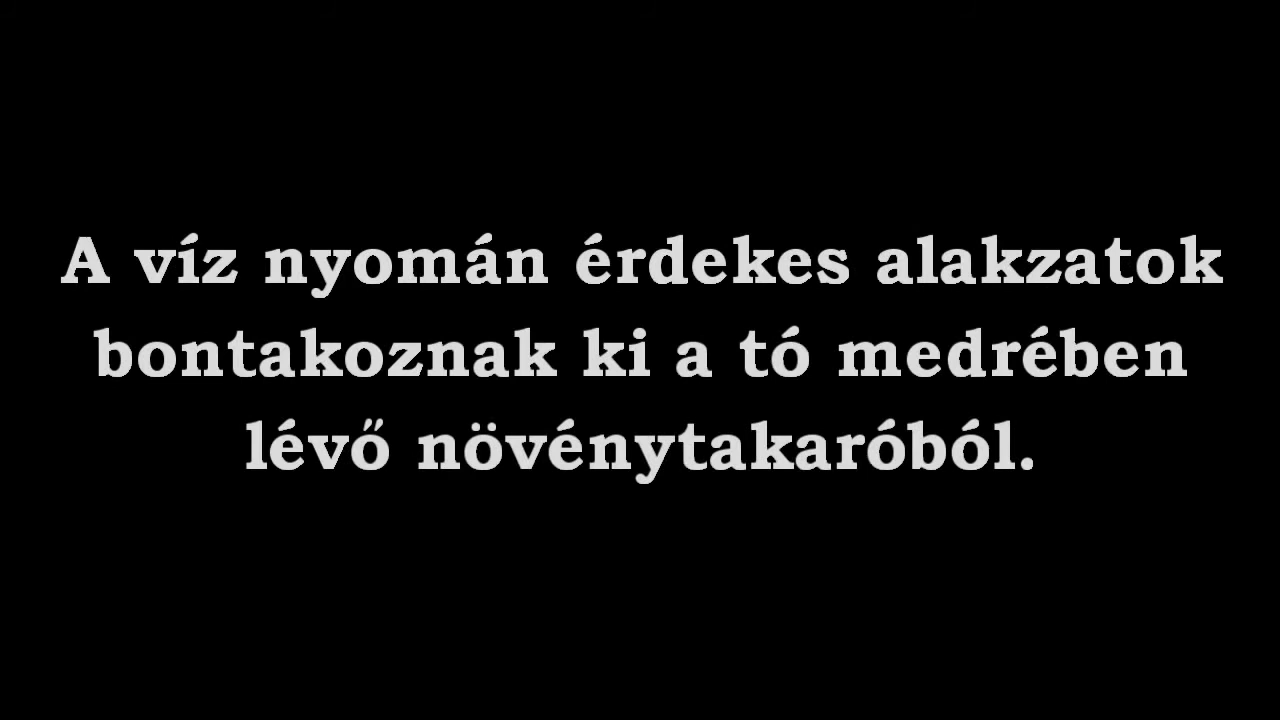 A víz nyomán érdekes alakzatok
bontakoznak ki a tó medrében
lévő növénytakaróból.